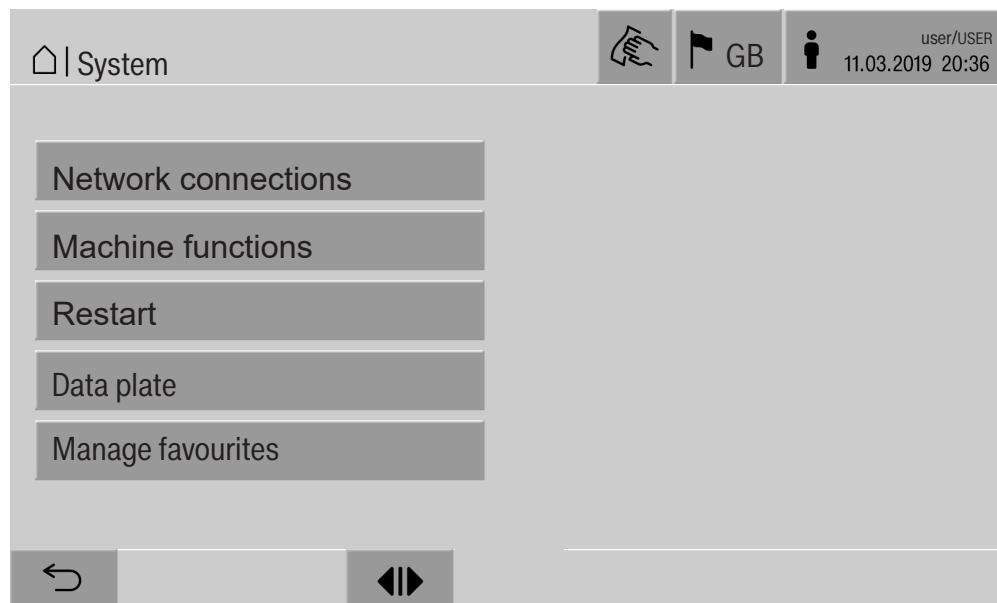 | System
GB
user/USER
11.03.2019 20:36
Network connections
Machine functions
Restart
Data plate
Manage favourites